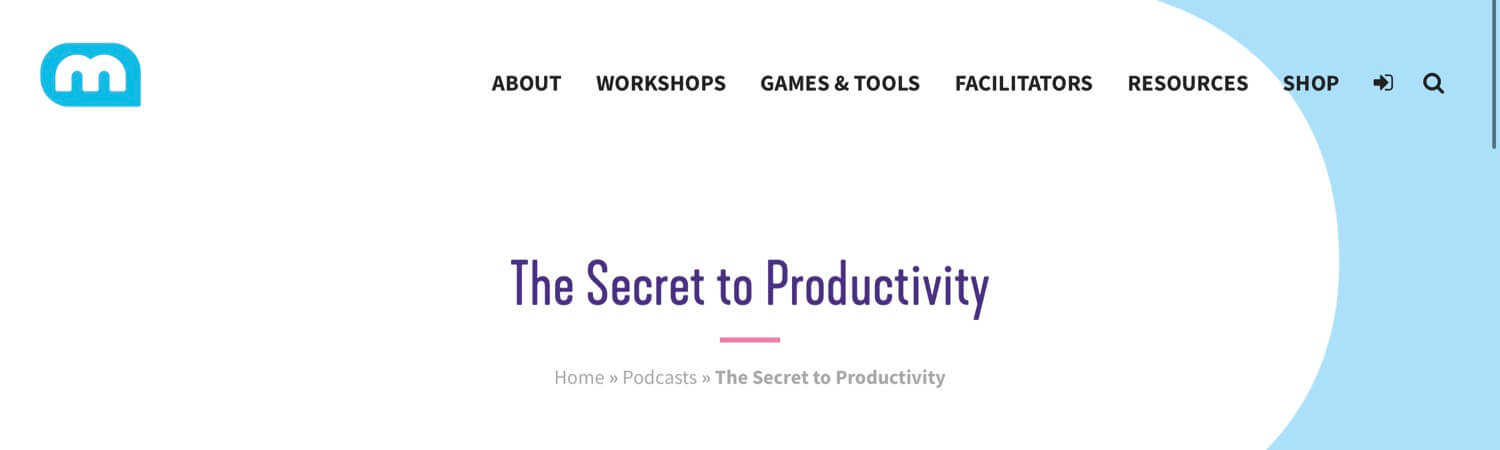 m
ABOUT WORKSHOPS GAMES & TOOLS FACILITATORS RESOURCES SHOP
The Secret to Productivity
Home » Podcasts » The Secret to Productivity